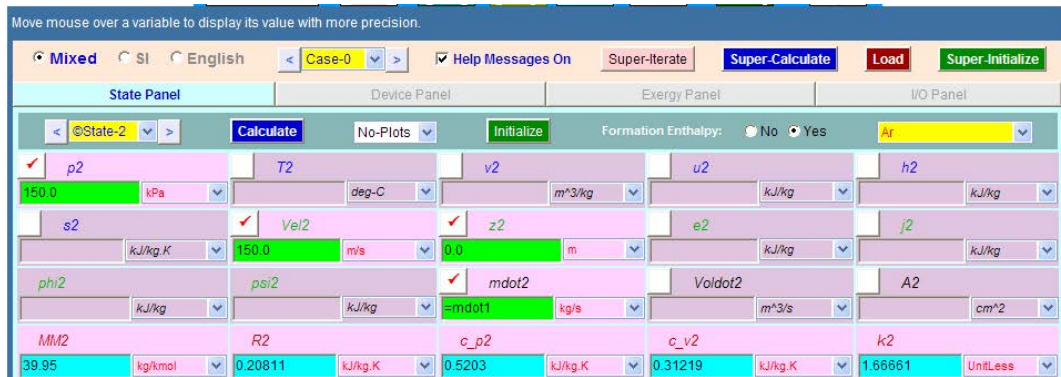 Move mouse over a variable to display its value with more precision.
Mixed SI English < Case-0 > Help Messages On Super-Iterate Super-Calculate Load Super-Initialize
State Panel Device Panel Exergy Panel I/O Panel
< ©State-2 > Calculate No-Plots Initialize Formation Enthalpy: No Yes Ar
p2 T2 v2 u2 h2
150.0 kPa deg-C m^3/kg kJ/kg kJ/kg
s2 Vel2 z2 e2 j2
kJ/kg.K 150.0 m/s 0.0 m kJ/kg kJ/kg
phi2 psi2 mdot2 Voldot2 A2
kJ/kg kJ/kg =mdot1 kg/s m^3/s cm^2
MM2 R2 c_p2 c_v2 k2
39.95 kg/kmol 0.20811 kJ/kg.K 0.5203 kJ/kg.K 0.31219 kJ/kg.K 1.66661 UnitLess